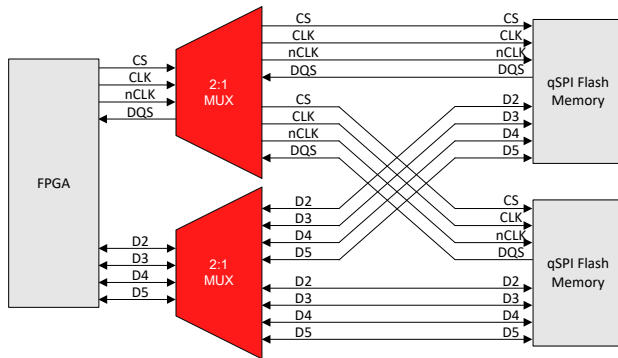 CS CS
CLK CLK
nCLK nCLK
DQS DQS
qSPI Flash
Memory
CS
CLK
nCLK
DQS
2:1
MUX
CS
CLK
nCLK
DQS
D2
D3
D4
D5
FPGA
D2
D3
D4
D5
2:1
MUX
D2
D3
D4
D5
CS
CLK
nCLK
DQS
qSPI Flash
Memory
D2 D2
D3 D3
D4 D4
D5 D5